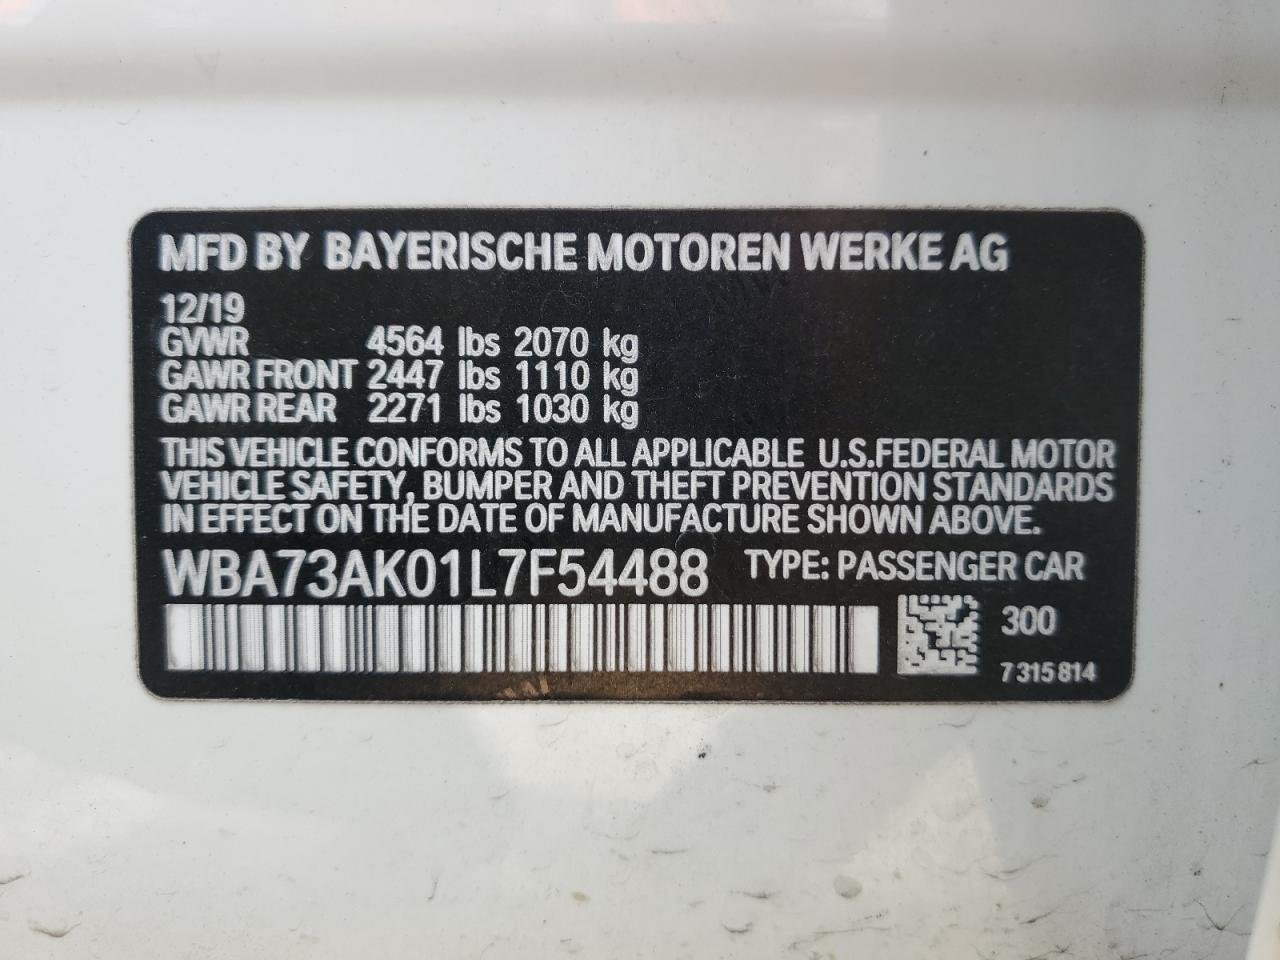 MFD BY BAYERISCHE MOTOREN WERKE AG
12/19
GVWR 4564 lbs 2070 kg
GAWR FRONT 2447 lbs 1110 kg
GAWR REAR 2271 lbs 1030 kg
THIS VEHICLE CONFORMS TO ALL APPLICABLE U.S.FEDERAL MOTOR
VEHICLE SAFETY, BUMPER AND THEFT PREVENTION STANDARDS
IN EFFECT ON THE DATE OF MANUFACTURE SHOWN ABOVE.
WBA73AK01L7F54488 TYPE: PASSENGER CAR
300
7 315 814